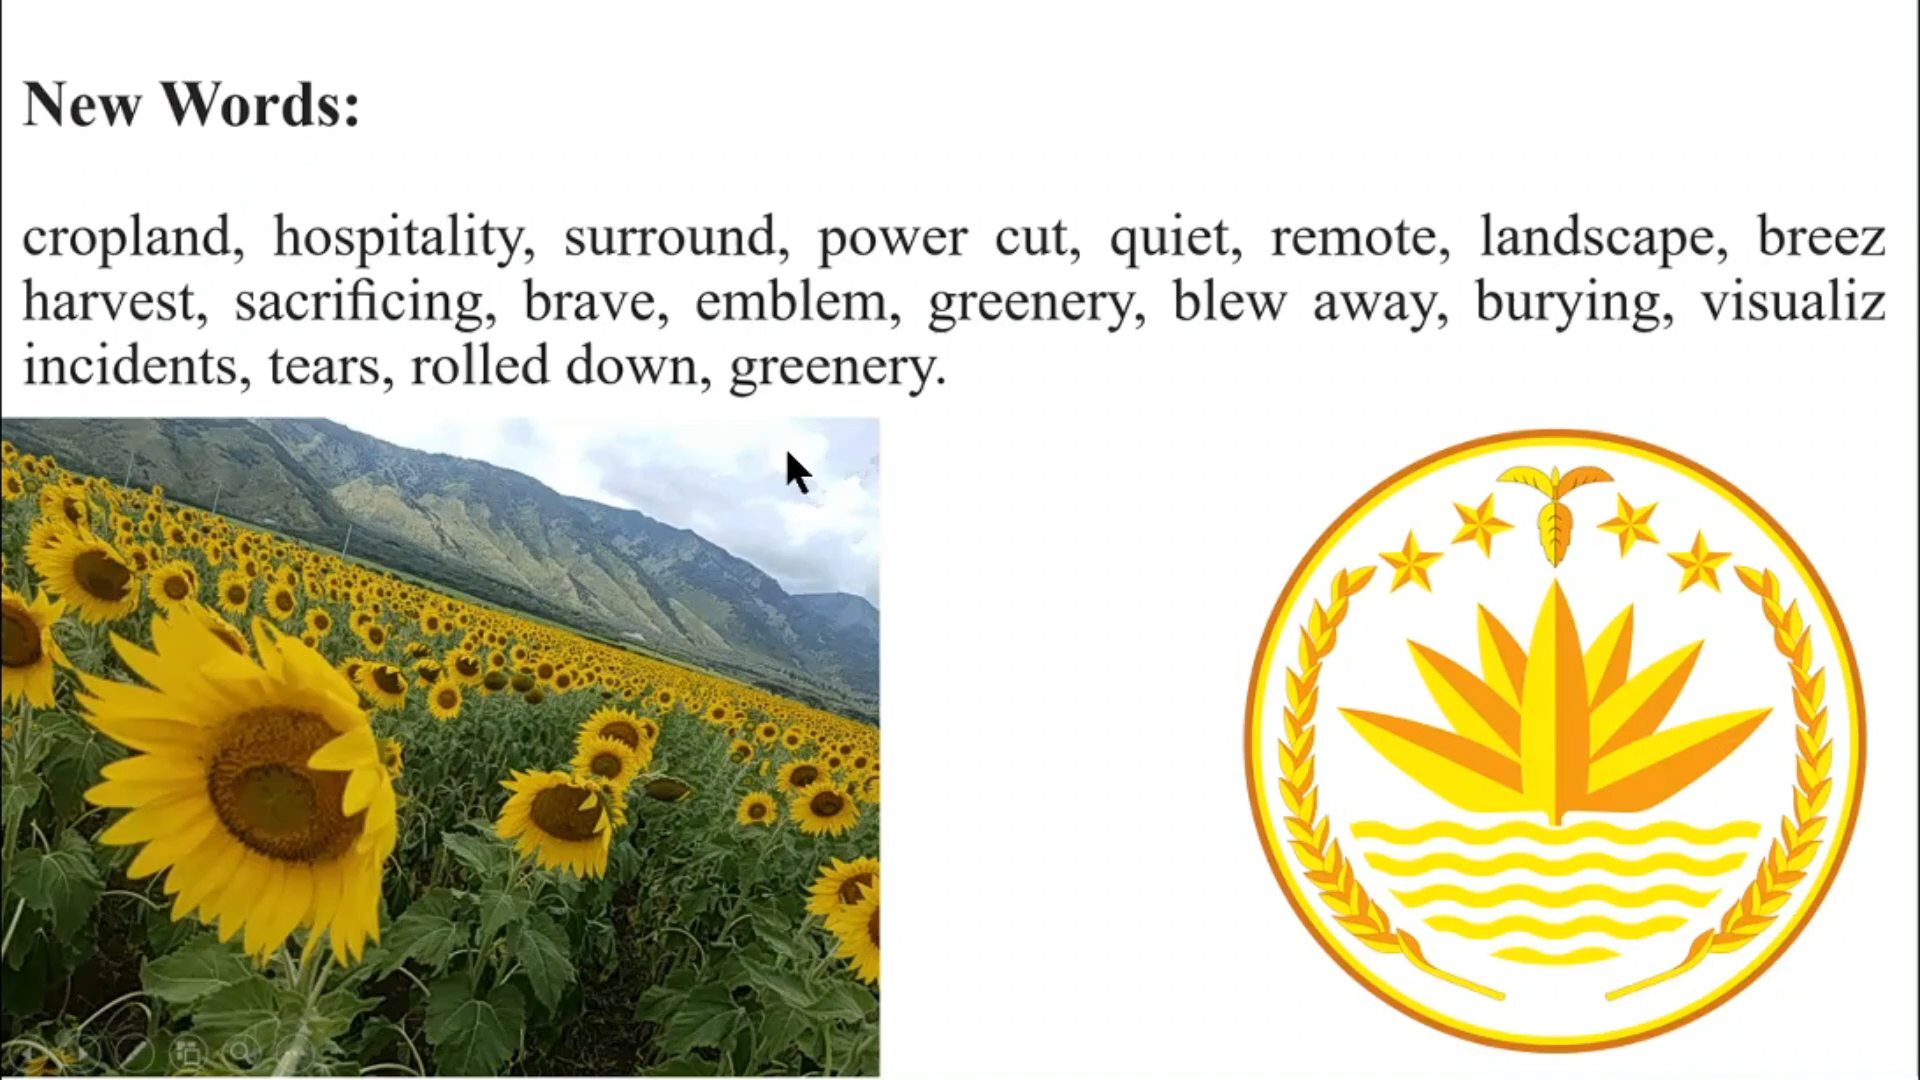 New Words:
cropland, hospitality, surround, power cut, quiet, remote, landscape, breez
harvest, sacrificing, brave, emblem, greenery, blew away, burying, visualiz
incidents, tears, rolled down, greenery.